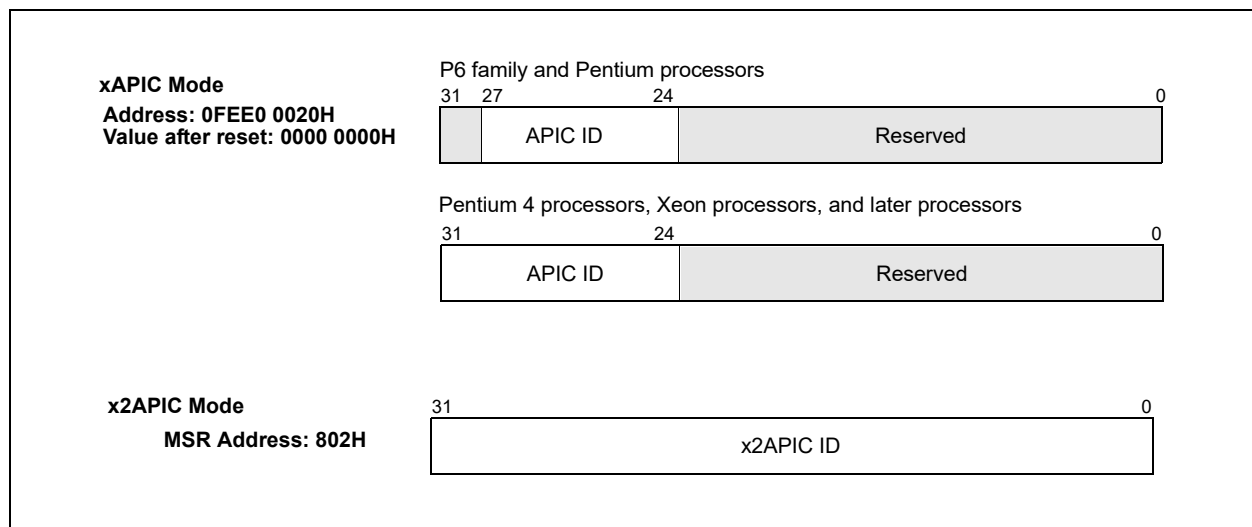 xAPIC Mode
Address: 0FEE0 0020H
Value after reset: 0000 0000H
P6 family and Pentium processors
31 27 24 0
APIC ID Reserved
Pentium 4 processors, Xeon processors, and later processors
31 24 0
APIC ID Reserved
x2APIC Mode
MSR Address: 802H
31 0
x2APIC ID